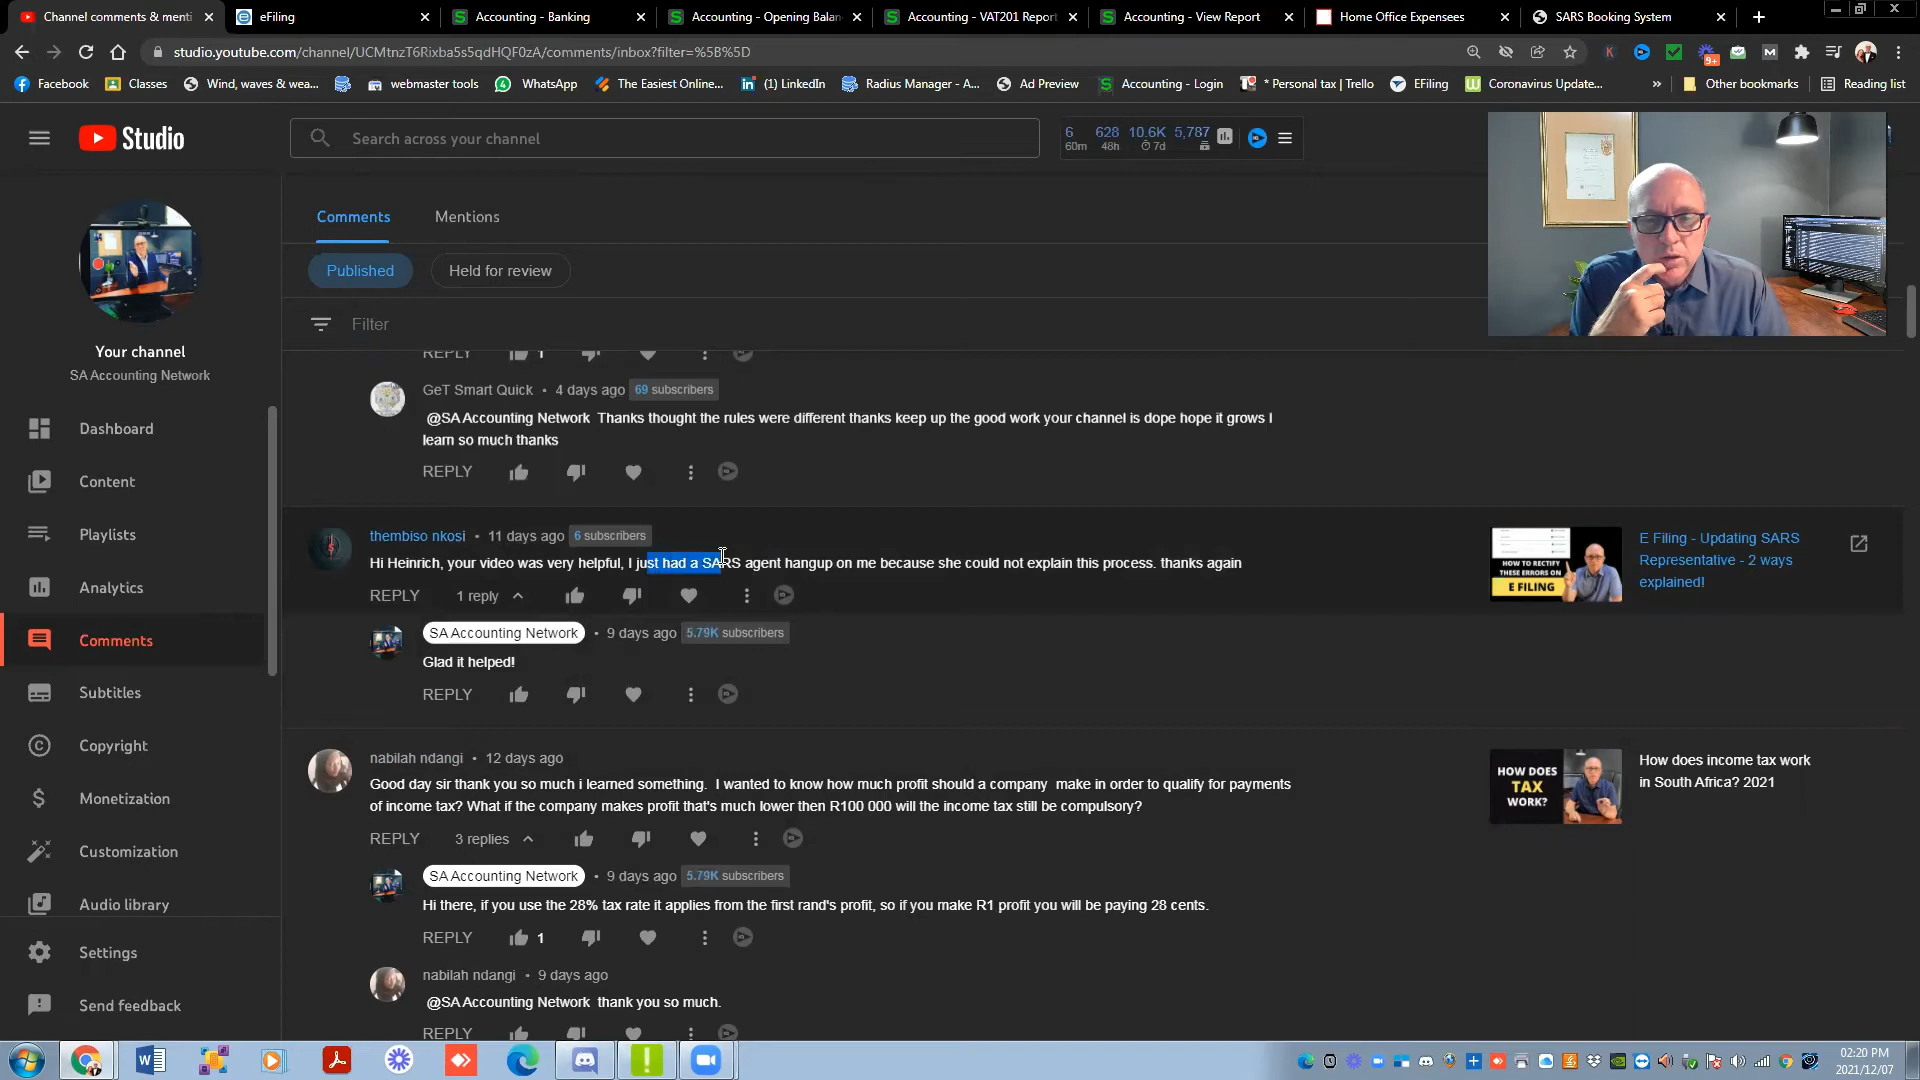 Channel comments & menti
eFiling
Accounting - Banking
Accounting - Opening Balan
Accounting - VAT201 Report
Accounting - View Report
Home Office Expensees
SARS Booking System
studio.youtube.com/channel/UCMtnzT6Rixba5s5qdHQF0zA/comments/inbox?filter=%5B%5D
Facebook
Classes
Wind, waves & wea...
webmaster tools
WhatsApp
The Easiest Online...
(1) LinkedIn
Radius Manager - A...
Ad Preview
Accounting - Login
* Personal tax | Trello
EFiling
Coronavirus Update...
»
Other bookmarks
Reading list
Studio
Search across your channel
6 628 10.6K 5,787
60m 48h 7d
Your channel
SA Accounting Network
Dashboard
Content
Playlists
Analytics
Comments
Subtitles
Copyright
Monetization
Customization
Audio library
Settings
Send feedback
Comments
Mentions
Published
Held for review
Filter
REPLY 1
GeT Smart Quick • 4 days ago 69 subscribers
@SA Accounting Network Thanks thought the rules were different thanks keep up the good work your channel is dope hope it grows I
learn so much thanks
REPLY
thembiso nkosi • 11 days ago 6 subscribers
Hi Heinrich, your video was very helpful, I just had a SARS agent hangup on me because she could not explain this process. thanks again
REPLY 1 reply
HOW TO RECTIFY
THESE ERRORS ON
E FILING
E Filing - Updating SARS
Representative - 2 ways
explained!
SA Accounting Network • 9 days ago 5.79K subscribers
Glad it helped!
REPLY
nabilah ndangi • 12 days ago
Good day sir thank you so much i learned something. I wanted to know how much profit should a company make in order to qualify for payments
of income tax? What if the company makes profit that's much lower then R100 000 will the income tax still be compulsory?
REPLY 3 replies
HOW DOES
TAX
WORK?
How does income tax work
in South Africa? 2021
SA Accounting Network • 9 days ago 5.79K subscribers
Hi there, if you use the 28% tax rate it applies from the first rand's profit, so if you make R1 profit you will be paying 28 cents.
REPLY 1
nabilah ndangi • 9 days ago
@SA Accounting Network thank you so much.
REPLY
02:20 PM
2021/12/07